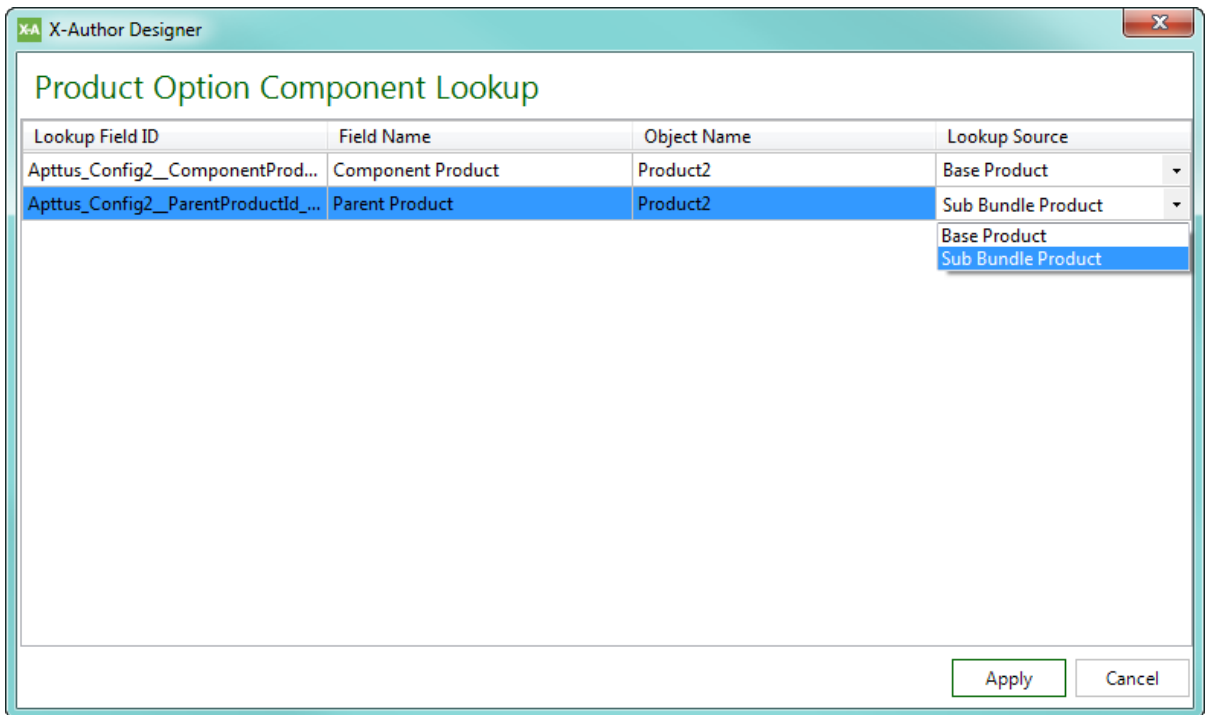 X-A X-Author Designer
Product Option Component Lookup
Lookup Field ID Field Name Object Name Lookup Source
Apttus_Config2__ComponentProd... Component Product Product2 Base Product
Apttus_Config2__ParentProductId_... Parent Product Product2 Sub Bundle Product
Base Product
Sub Bundle Product
Apply Cancel